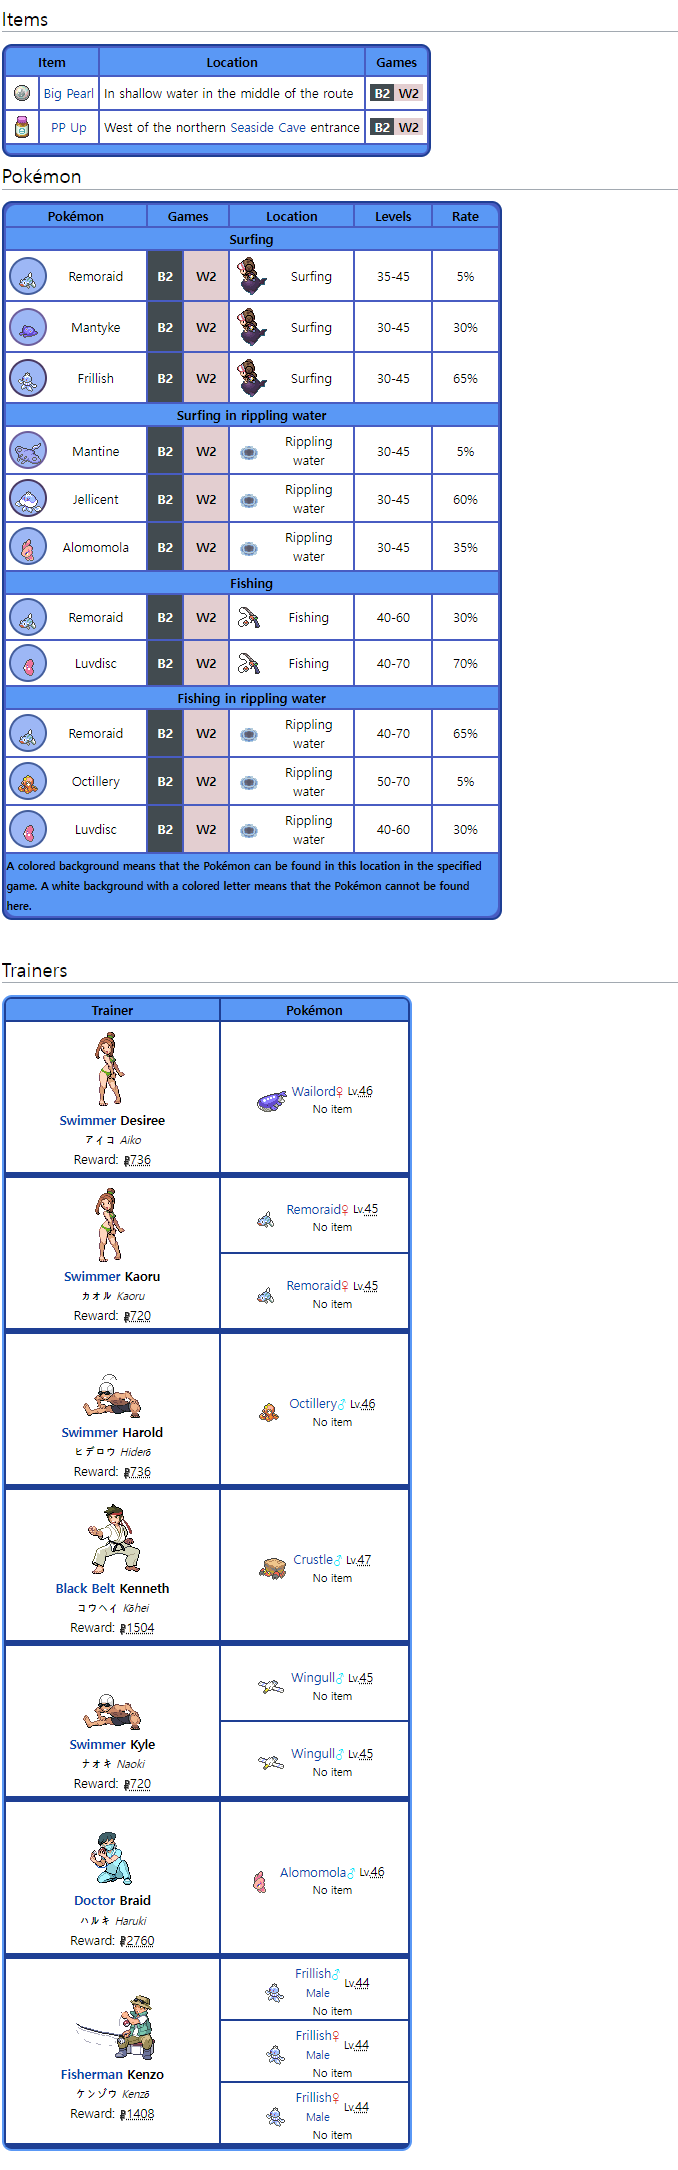 Items
Item Location Games
Big Pearl In shallow water in the middle of the route B2 W2
PP Up West of the northern Seaside Cave entrance B2 W2
Pokémon
Pokémon Games Location Levels Rate
Surfing
Remoraid B2 W2 Surfing 35-45 5%
Mantyke B2 W2 Surfing 30-45 30%
Frillish B2 W2 Surfing 30-45 65%
Surfing in rippling water
Mantine B2 W2 Rippling water 30-45 5%
Jellicent B2 W2 Rippling water 30-45 60%
Alomomola B2 W2 Rippling water 30-45 35%
Fishing
Remoraid B2 W2 Fishing 40-60 30%
Luvdisc B2 W2 Fishing 40-70 70%
Fishing in rippling water
Remoraid B2 W2 Rippling water 40-70 65%
Octillery B2 W2 Rippling water 50-70 5%
Luvdisc B2 W2 Rippling water 40-60 30%
A colored background means that the Pokémon can be found in this location in the specified
game. A white background with a colored letter means that the Pokémon cannot be found
here.
Trainers
Trainer Pokémon
Wailord♀ Lv.46
No item
Swimmer Desiree
アイコ Aiko
Reward: 736
Remoraid♀ Lv.45
No item
Remoraid♀ Lv.45
No item
Swimmer Kaoru
カオル Kaoru
Reward: 720
Octillery♂ Lv.46
No item
Swimmer Harold
ヒデロウ Hiderō
Reward: 736
Crustle♂ Lv.47
No item
Black Belt Kenneth
コウヘイ Kōhei
Reward: 1504
Wingull♂ Lv.45
No item
Wingull♂ Lv.45
No item
Swimmer Kyle
ナオキ Naoki
Reward: 720
Alomomola♂ Lv.46
No item
Doctor Braid
ハルキ Haruki
Reward: 2760
Frillish♂ Lv.44
Male
No item
Frillish♀ Lv.44
Male
No item
Frillish♀ Lv.44
Male
No item
Fisherman Kenzo
ケンゾウ Kenzō
Reward: 1408